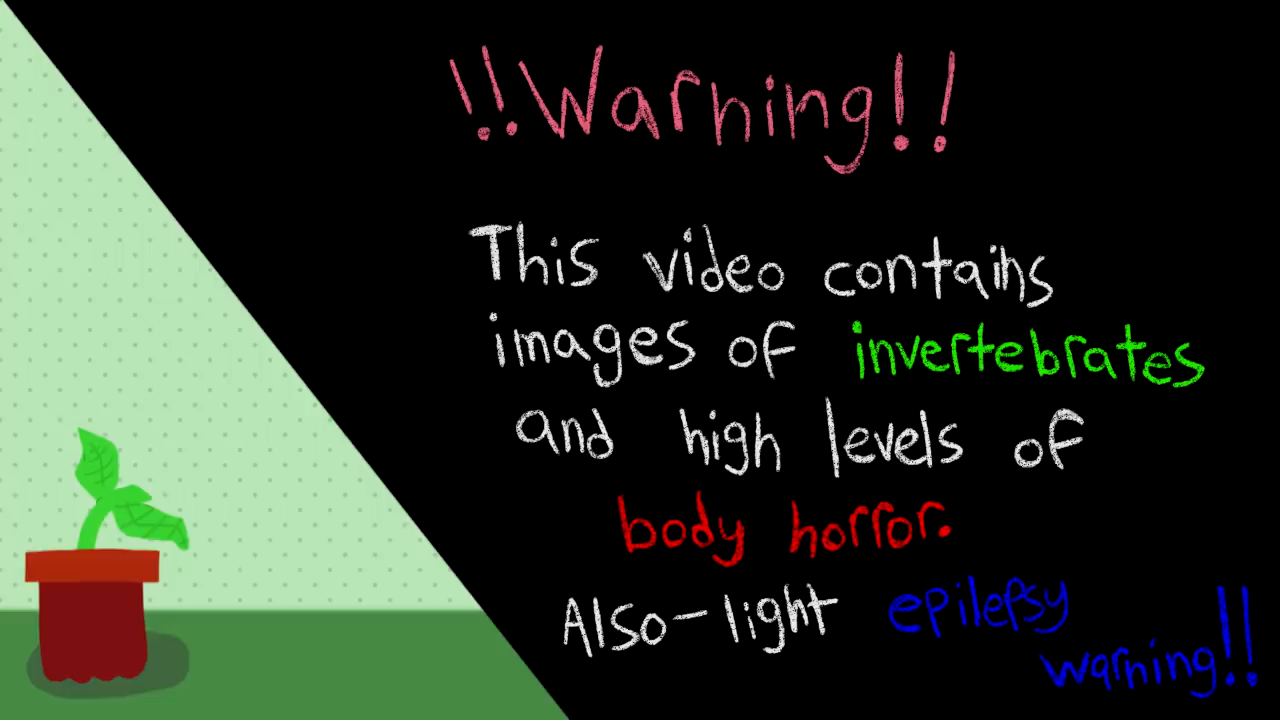 !!Warning!!
This video contains
images of invertebrates
and high levels of
body horror.
Also-light epilepsy
warning!!